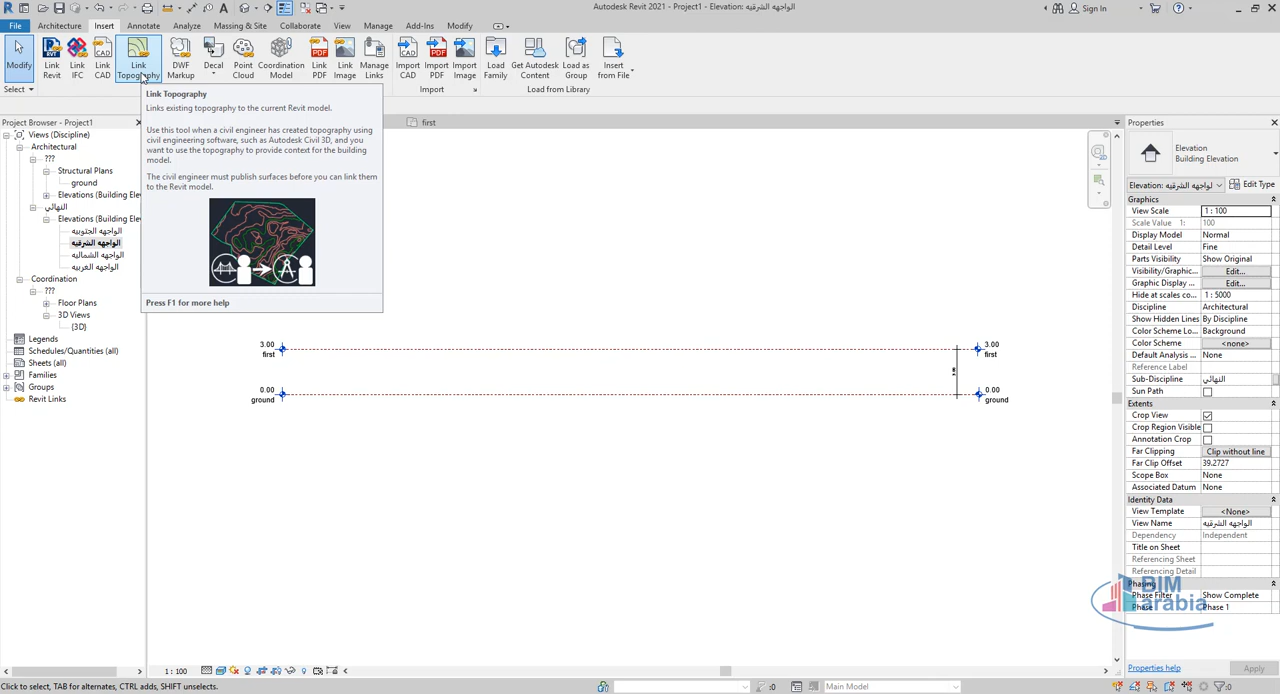 Autodesk Revit 2021 - Project1 - Elevation: الواجهه الشرقيه
Sign In
File Architecture Insert Annotate Analyze Massing & Site Collaborate View Manage Add-Ins Modify
Modify
Link Revit
Link IFC
Link CAD
Link Topography
DWF Markup
Decal
Point Cloud
Coordination Model
Link PDF
Link Image
Manage Links
Import CAD
Import PDF
Import Image
Load Family
Get Autodesk Content
Load as Group
Insert from File
Select
Import
Load from Library
Link Topography
Links existing topography to the current Revit model.
Use this tool when a civil engineer has created topography using
civil engineering software, such as Autodesk Civil 3D, and you
want to use the topography to provide context for the building
model.
The civil engineer must publish surfaces before you can link them
to the Revit model.
Press F1 for more help
Project Browser - Project1
Views (Discipline)
Architectural
???
Structural Plans
ground
Elevations (Building Ele
النهائي
Elevations (Building Ele
الواجهه الجنوبيه
الواجهه الشرقيه
الواجهه الشماليه
الواجهه الغربيه
Coordination
???
Floor Plans
3D Views
{3D}
Legends
Schedules/Quantities (all)
Sheets (all)
Families
Groups
Revit Links
first
3.00
first
0.00
ground
3.00
first
0.00
ground
Properties
Elevation
Building Elevation
Elevation: الواجهه الشرقيه
Edit Type
Graphics
View Scale 1 : 100
Scale Value 1: 100
Display Model Normal
Detail Level Fine
Parts Visibility Show Original
Visibility/Graphic... Edit...
Graphic Display ... Edit...
Hide at scales co... 1 : 5000
Discipline Architectural
Show Hidden Lines By Discipline
Color Scheme Lo... Background
Color Scheme <none>
Default Analysis ... None
Reference Label
Sub-Discipline النهائي
Sun Path
Extents
Crop View
Crop Region Visible
Annotation Crop
Far Clipping Clip without line
Far Clip Offset 39.2727
Scope Box None
Associated Datum None
Identity Data
View Template <None>
View Name الواجهه الشرقيه
Dependency Independent
Title on Sheet
Referencing Sheet
Referencing Detail
Phasing
Phase Filter Show Complete
Phase Phase 1
BIM
arabia
Properties help
Apply
1 : 100
Click to select, TAB for alternates, CTRL adds, SHIFT unselects.
:0
Main Model
:0